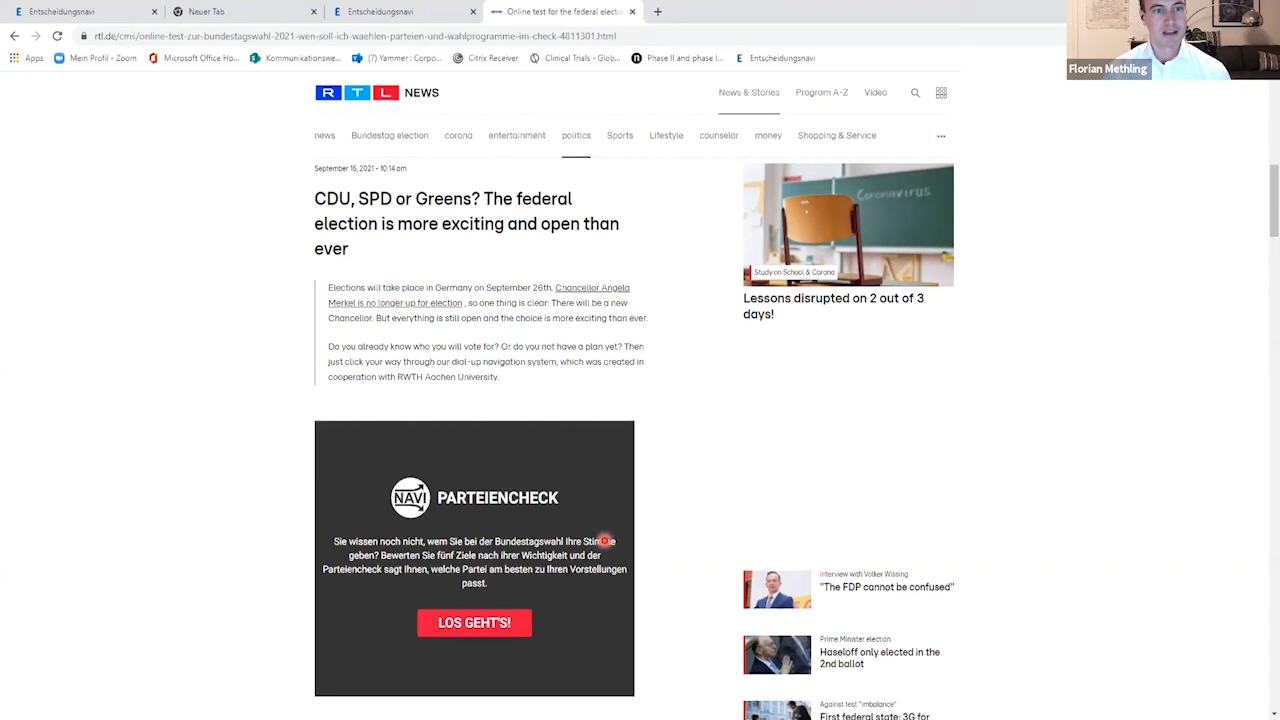 Entscheidungsnavi
Neuer Tab
Entscheidungsnavi
Online test for the federal electio
rtl.de/cms/online-test-zur-bundestagswahl-2021-wen-soll-ich-waehlen-parteien-und-wahlprogramme-im-check-4811301.html
Apps
Mein Profil - Zoom
Microsoft Office Ho...
Kommunikationswe...
Yammer : Corpo...
Citrix Receiver
Clinical Trials - Glob...
Phase II and phase I...
Entscheidungsnavi
Florian Methling
R T L NEWS
News & Stories
Program A-Z
Video
news
Bundestag election
corona
entertainment
politics
Sports
Lifestyle
counselor
money
Shopping & Service
September 15, 2021 - 10:14 am
CDU, SPD or Greens? The federal
election is more exciting and open than
ever
Elections will take place in Germany on September 26th. Chancellor Angela
Merkel is no longer up for election , so one thing is clear: There will be a new
Chancellor. But everything is still open and the choice is more exciting than ever.
Do you already know who you will vote for? Or do you not have a plan yet? Then
just click your way through our dial-up navigation system, which was created in
cooperation with RWTH Aachen University.
NAVI PARTEIENCHECK
Sie wissen noch nicht, wem Sie bei der Bundestagswahl Ihre Stimme
geben? Bewerten Sie fünf Ziele nach ihrer Wichtigkeit und der
Parteiencheck sagt Ihnen, welche Partei am besten zu Ihren Vorstellungen
passt.
LOS GEHT'S!
Coronavirus
Study on School & Corona
Lessons disrupted on 2 out of 3
days!
Interview with Volker Wissing
"The FDP cannot be confused"
Prime Minister election
Haseloff only elected in the
2nd ballot
Against test "imbalance"
First federal state: 3G for